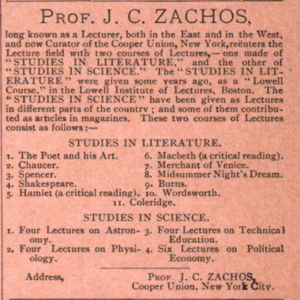 PROF. J. C. ZACHOS,
long known as a Lecturer, both in the East and in the West,
and now Curator of the Cooper Union, New York, reënters the
Lecture field with two courses of Lectures,— one made of
"STUDIES IN LITERATURE," and the other of
"STUDIES IN SCIENCE." The "STUDIES IN LIT-
ERATURE" were given some years ago, as a "Lowell
Course," in the Lowell Institute of Lectures, Boston. The
"STUDIES IN SCIENCE" have been given as Lectures
in different parts of the country; and some of them contribu-
ted as articles in magazines. These two courses of Lectures
consist as follows:—
STUDIES IN LITERATURE.
1. The Poet and his Art.
2. Chaucer.
3. Spencer.
4. Shakespeare.
5. Hamlet (a critical reading).
6. Macbeth (a critical reading).
7. Merchant of Venice.
8. Midsummer Night's Dream.
9. Burns.
10. Wordsworth.
11. Coleridge.
STUDIES IN SCIENCE.
1. Four Lectures on Astron-
omy.
2. Four Lectures on Physi-
ology.
3. Four Lectures on Technical
Education.
4. Six Lectures on Political
Economy.
Address, PROF. J. C. ZACHOS,
Cooper Union, New York City.